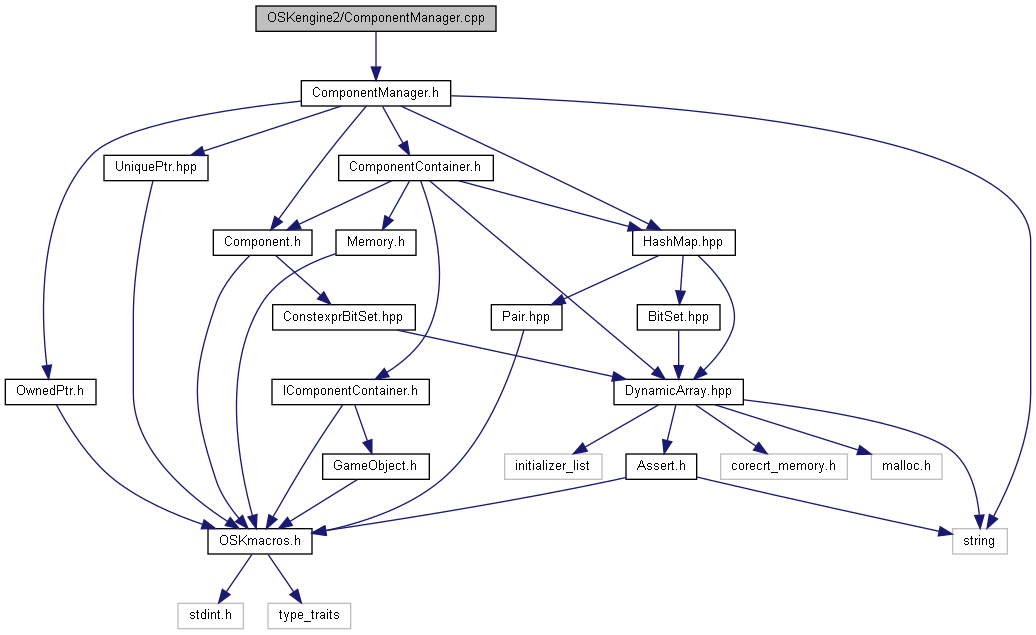 OSKengine2/ComponentManager.cpp
ComponentManager.h
UniquePtr.hpp
ComponentContainer.h
Component.h
Memory.h
HashMap.hpp
ConstexprBitSet.hpp
Pair.hpp
BitSet.hpp
OwnedPtr.h
IComponentContainer.h
DynamicArray.hpp
GameObject.h
initializer_list
Assert.h
corecrt_memory.h
malloc.h
OSKmacros.h
string
stdint.h
type_traits